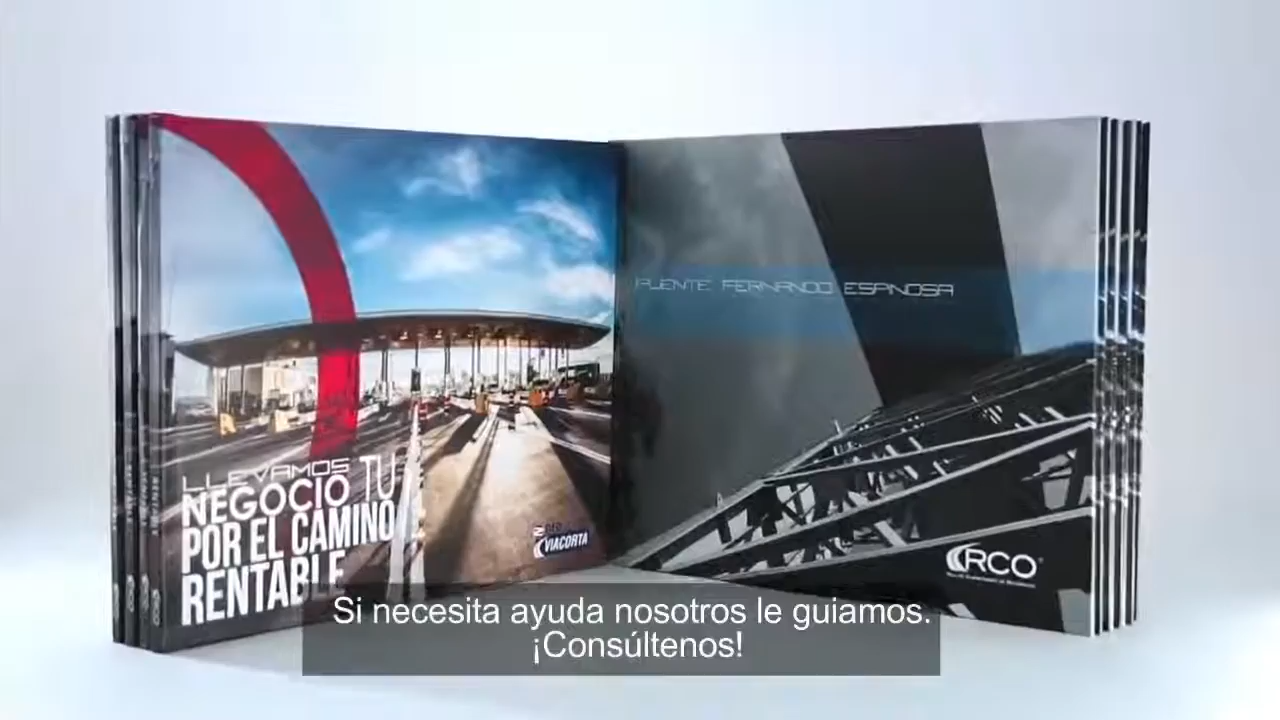 LLEVAMOS TU
NEGOCIO
POR EL CAMINO
RENTABLE
RED
VIACORTA
PUENTE FERNANDO ESPINOSA
RCO
Si necesita ayuda nosotros le guiamos.
¡Consúltenos!